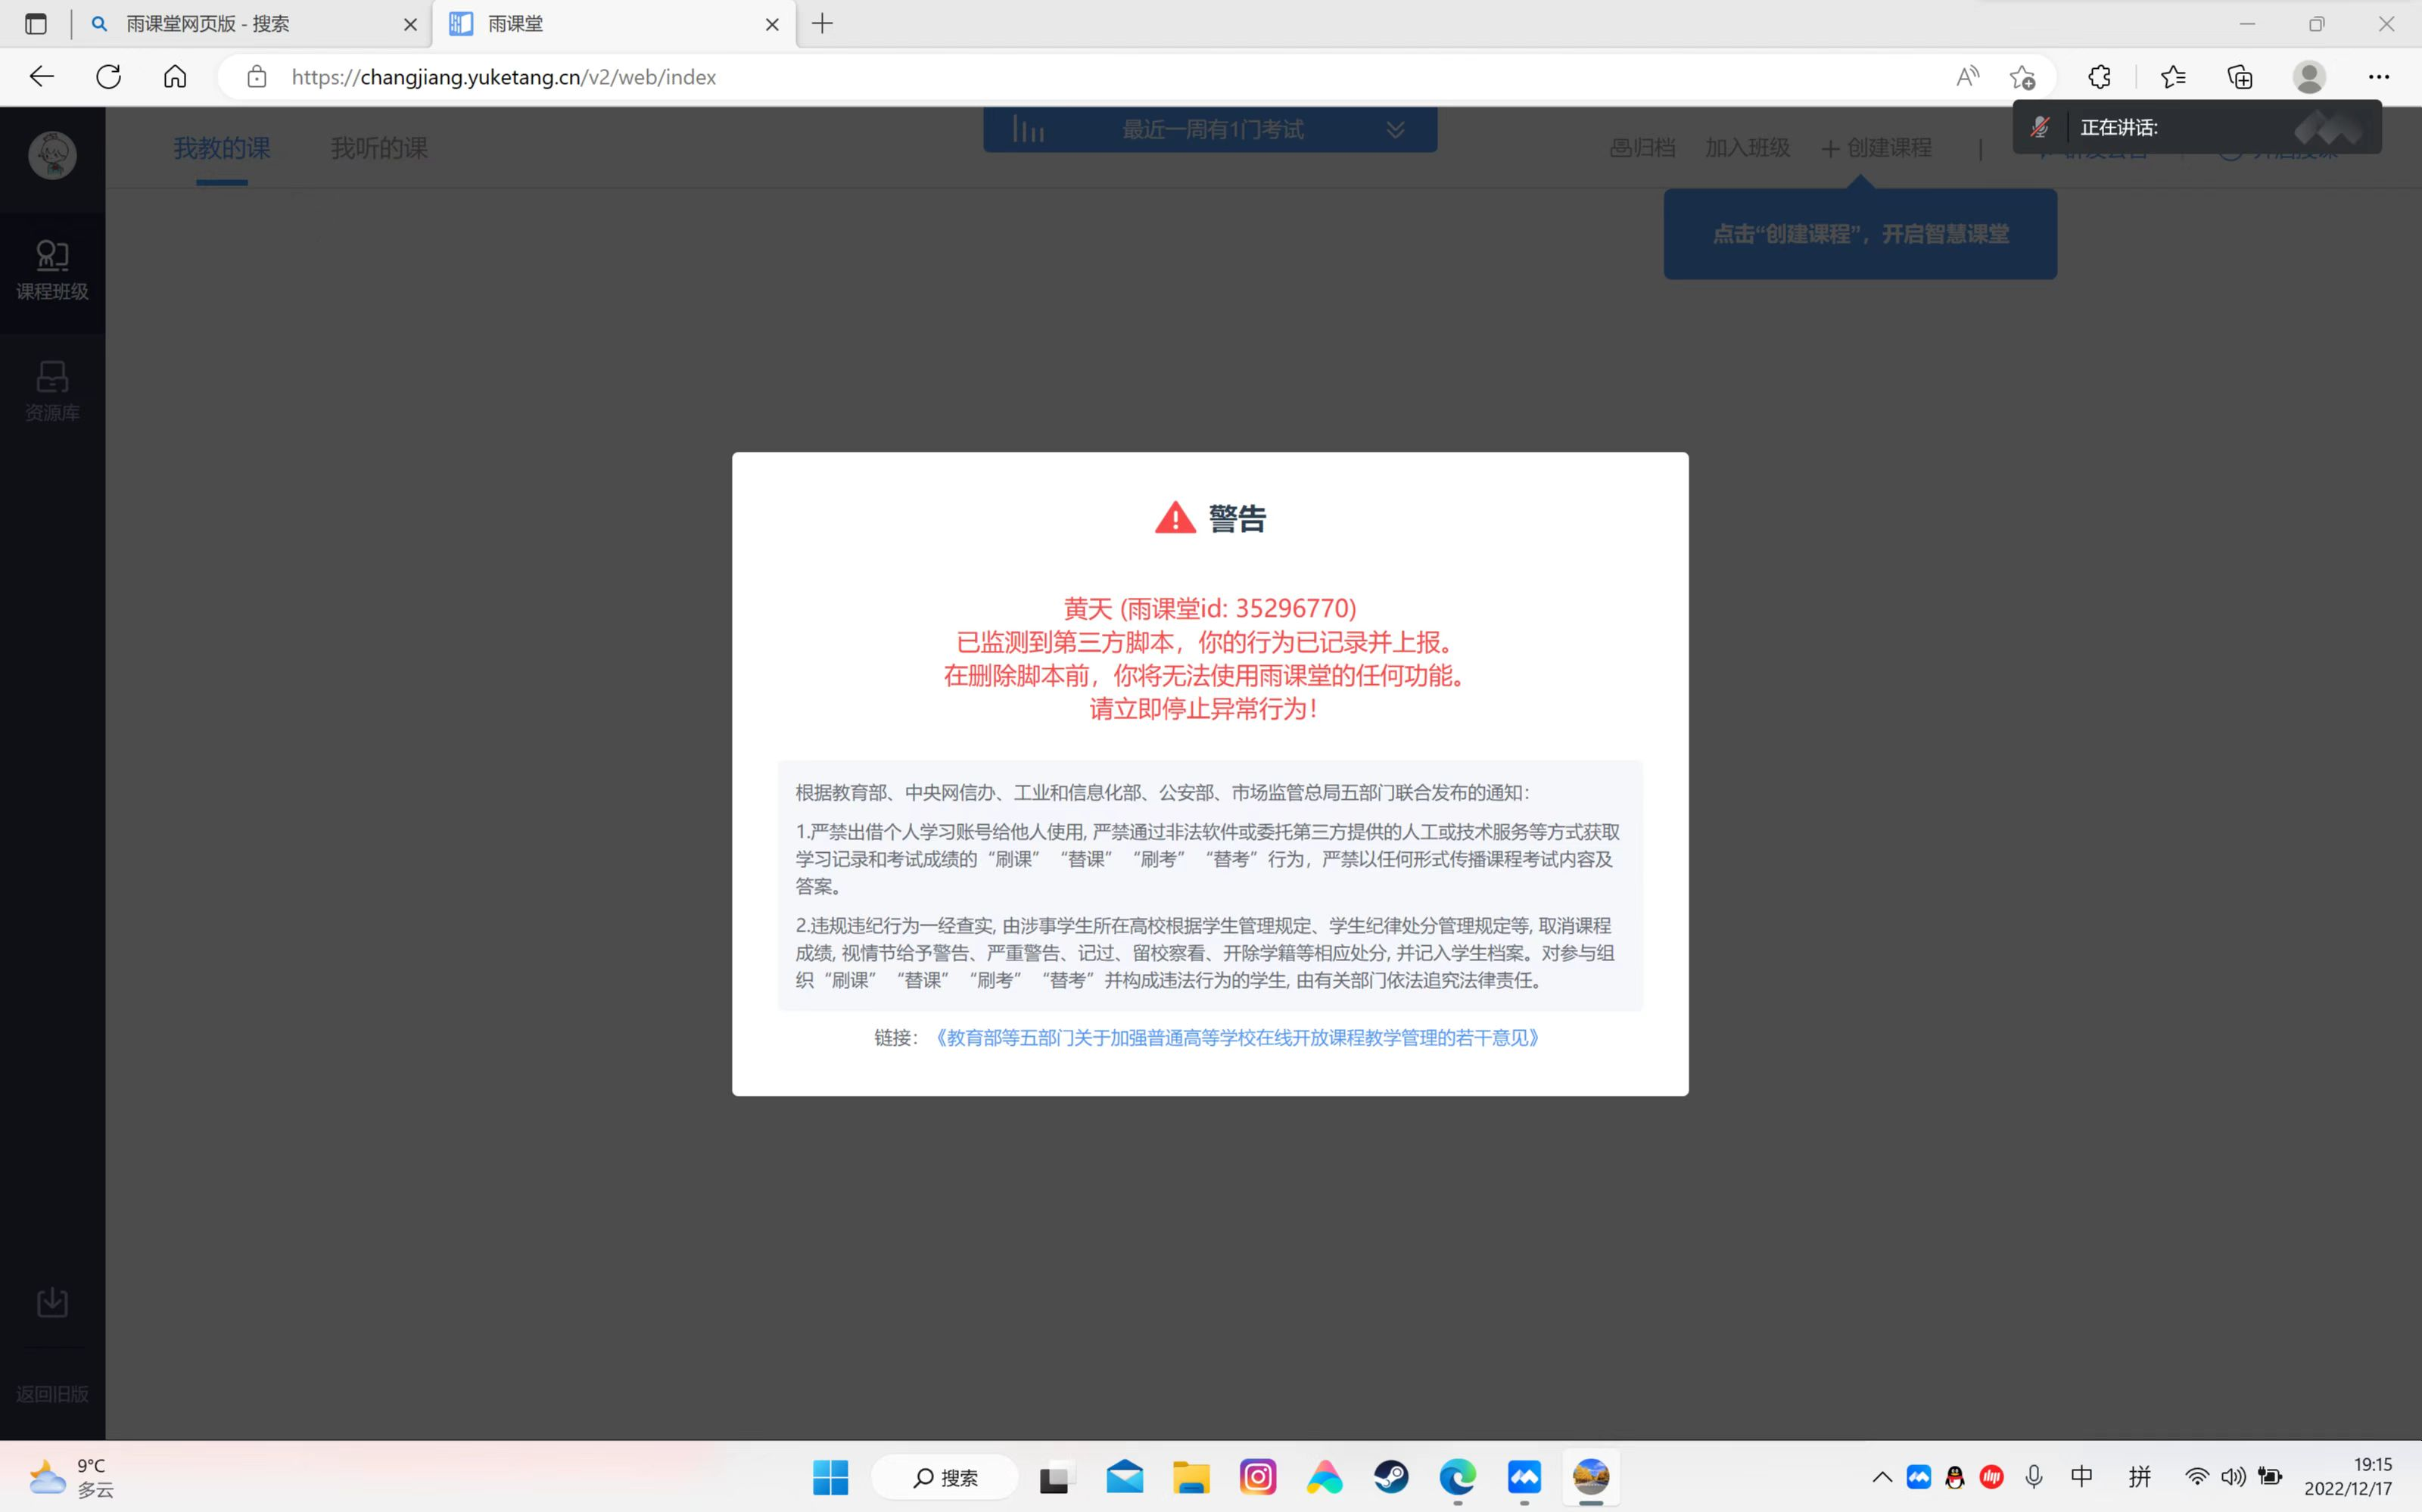 雨课堂网页版 - 搜索
雨课堂
https://changjiang.yuketang.cn/v2/web/index
正在讲话:
我教的课
我听的课
最近一周有1门考试
归档
加入班级
创建课程
点击“创建课程”，开启智慧课堂
课程班级
资源库
警告
黄天 (雨课堂id: 35296770)
已监测到第三方脚本，你的行为已记录并上报。
在删除脚本前，你将无法使用雨课堂的任何功能。
请立即停止异常行为！
根据教育部、中央网信办、工业和信息化部、公安部、市场监管总局五部门联合发布的通知：
1.严禁出借个人学习账号给他人使用, 严禁通过非法软件或委托第三方提供的人工或技术服务等方式获取
学习记录和考试成绩的“刷课” “替课” “刷考” “替考” 行为，严禁以任何形式传播课程考试内容及
答案。
2.违规违纪行为一经查实, 由涉事学生所在高校根据学生管理规定、学生纪律处分管理规定等, 取消课程
成绩, 视情节给予警告、严重警告、记过、留校察看、开除学籍等相应处分, 并记入学生档案。对参与组
织“刷课” “替课” “刷考” “替考” 并构成违法行为的学生, 由有关部门依法追究法律责任。
链接：《教育部等五部门关于加强普通高等学校在线开放课程教学管理的若干意见》
返回旧版
9°C
多云
搜索
中
拼
19:15
2022/12/17